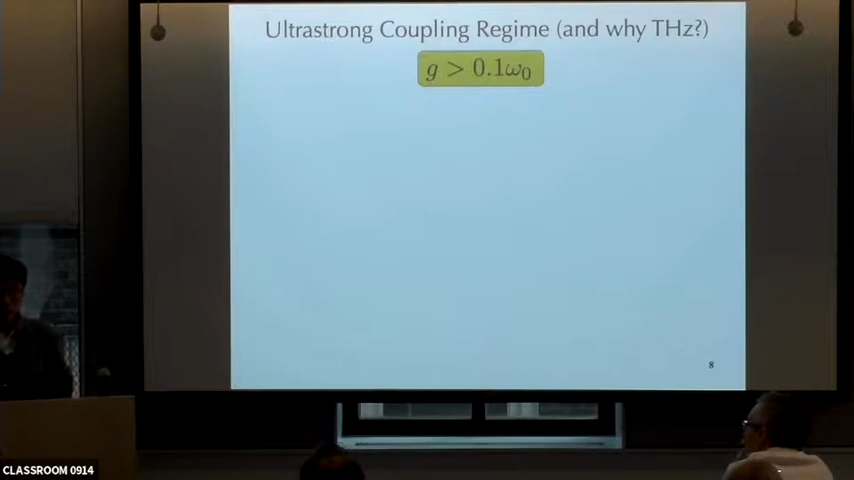 Ultrastrong Coupling Regime (and why THz?)
g > 0.1ω₀
8
CLASSROOM 0914